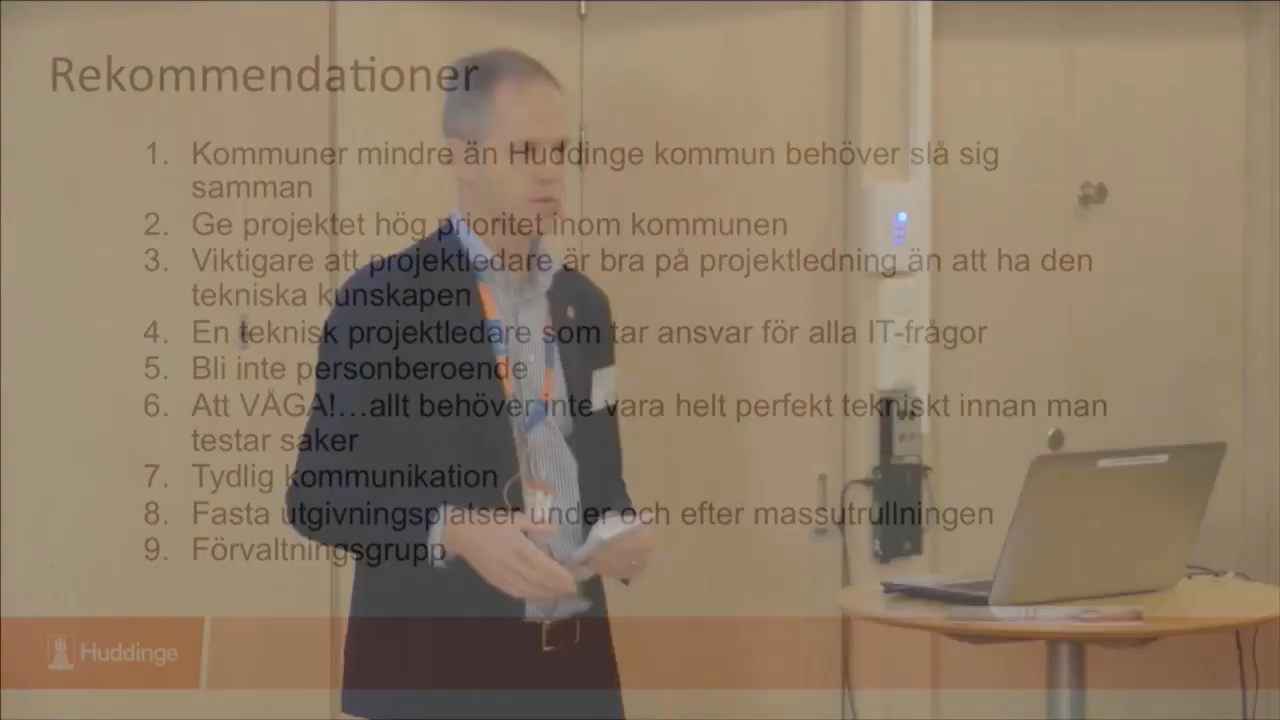 Rekommendationer
1. Kommuner mindre än Huddinge kommun behöver slå sig
samman
2. Ge projektet hög prioritet inom kommunen
3. Viktigare att projektledare är bra på projektledning än att ha den
tekniska kunskapen
4. En teknisk projektledare som tar ansvar för alla IT-frågor
5. Bli inte personberoende
6. Att VÅGA!...allt behöver inte vara helt perfekt tekniskt innan man
testar saker
7. Tydlig kommunikation
8. Fasta utgivningsplatser under och efter massutrullningen
9. Förvaltningsgrupp
Huddinge